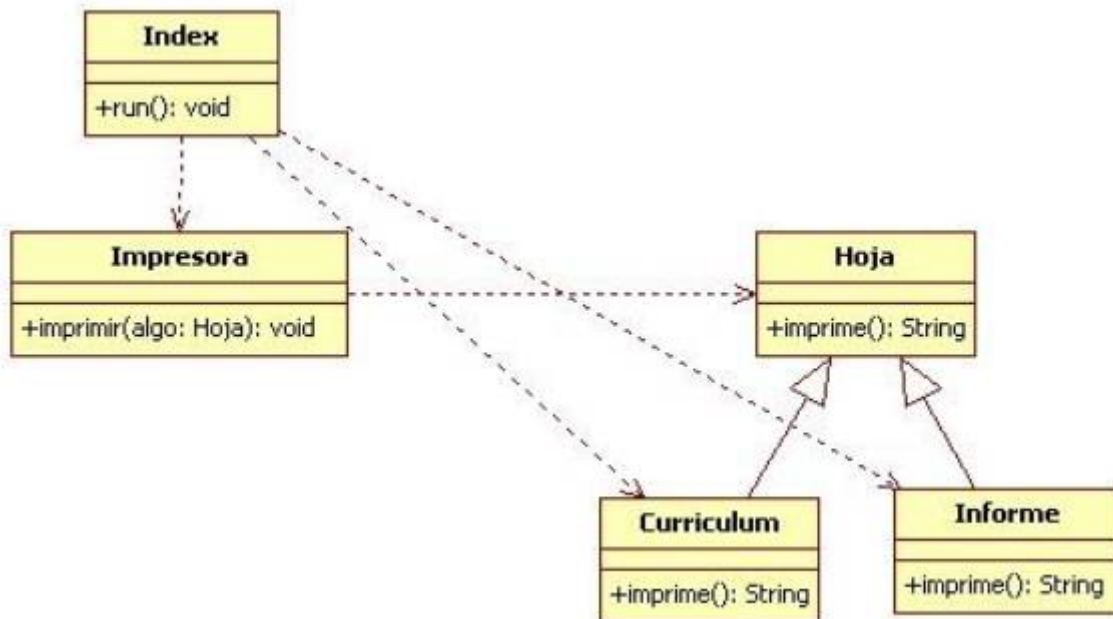 Index
+run(): void
Impresora
+imprimir(algo: Hoja): void
Hoja
+imprime(): String
Curriculum
+imprime(): String
Informe
+imprime(): String